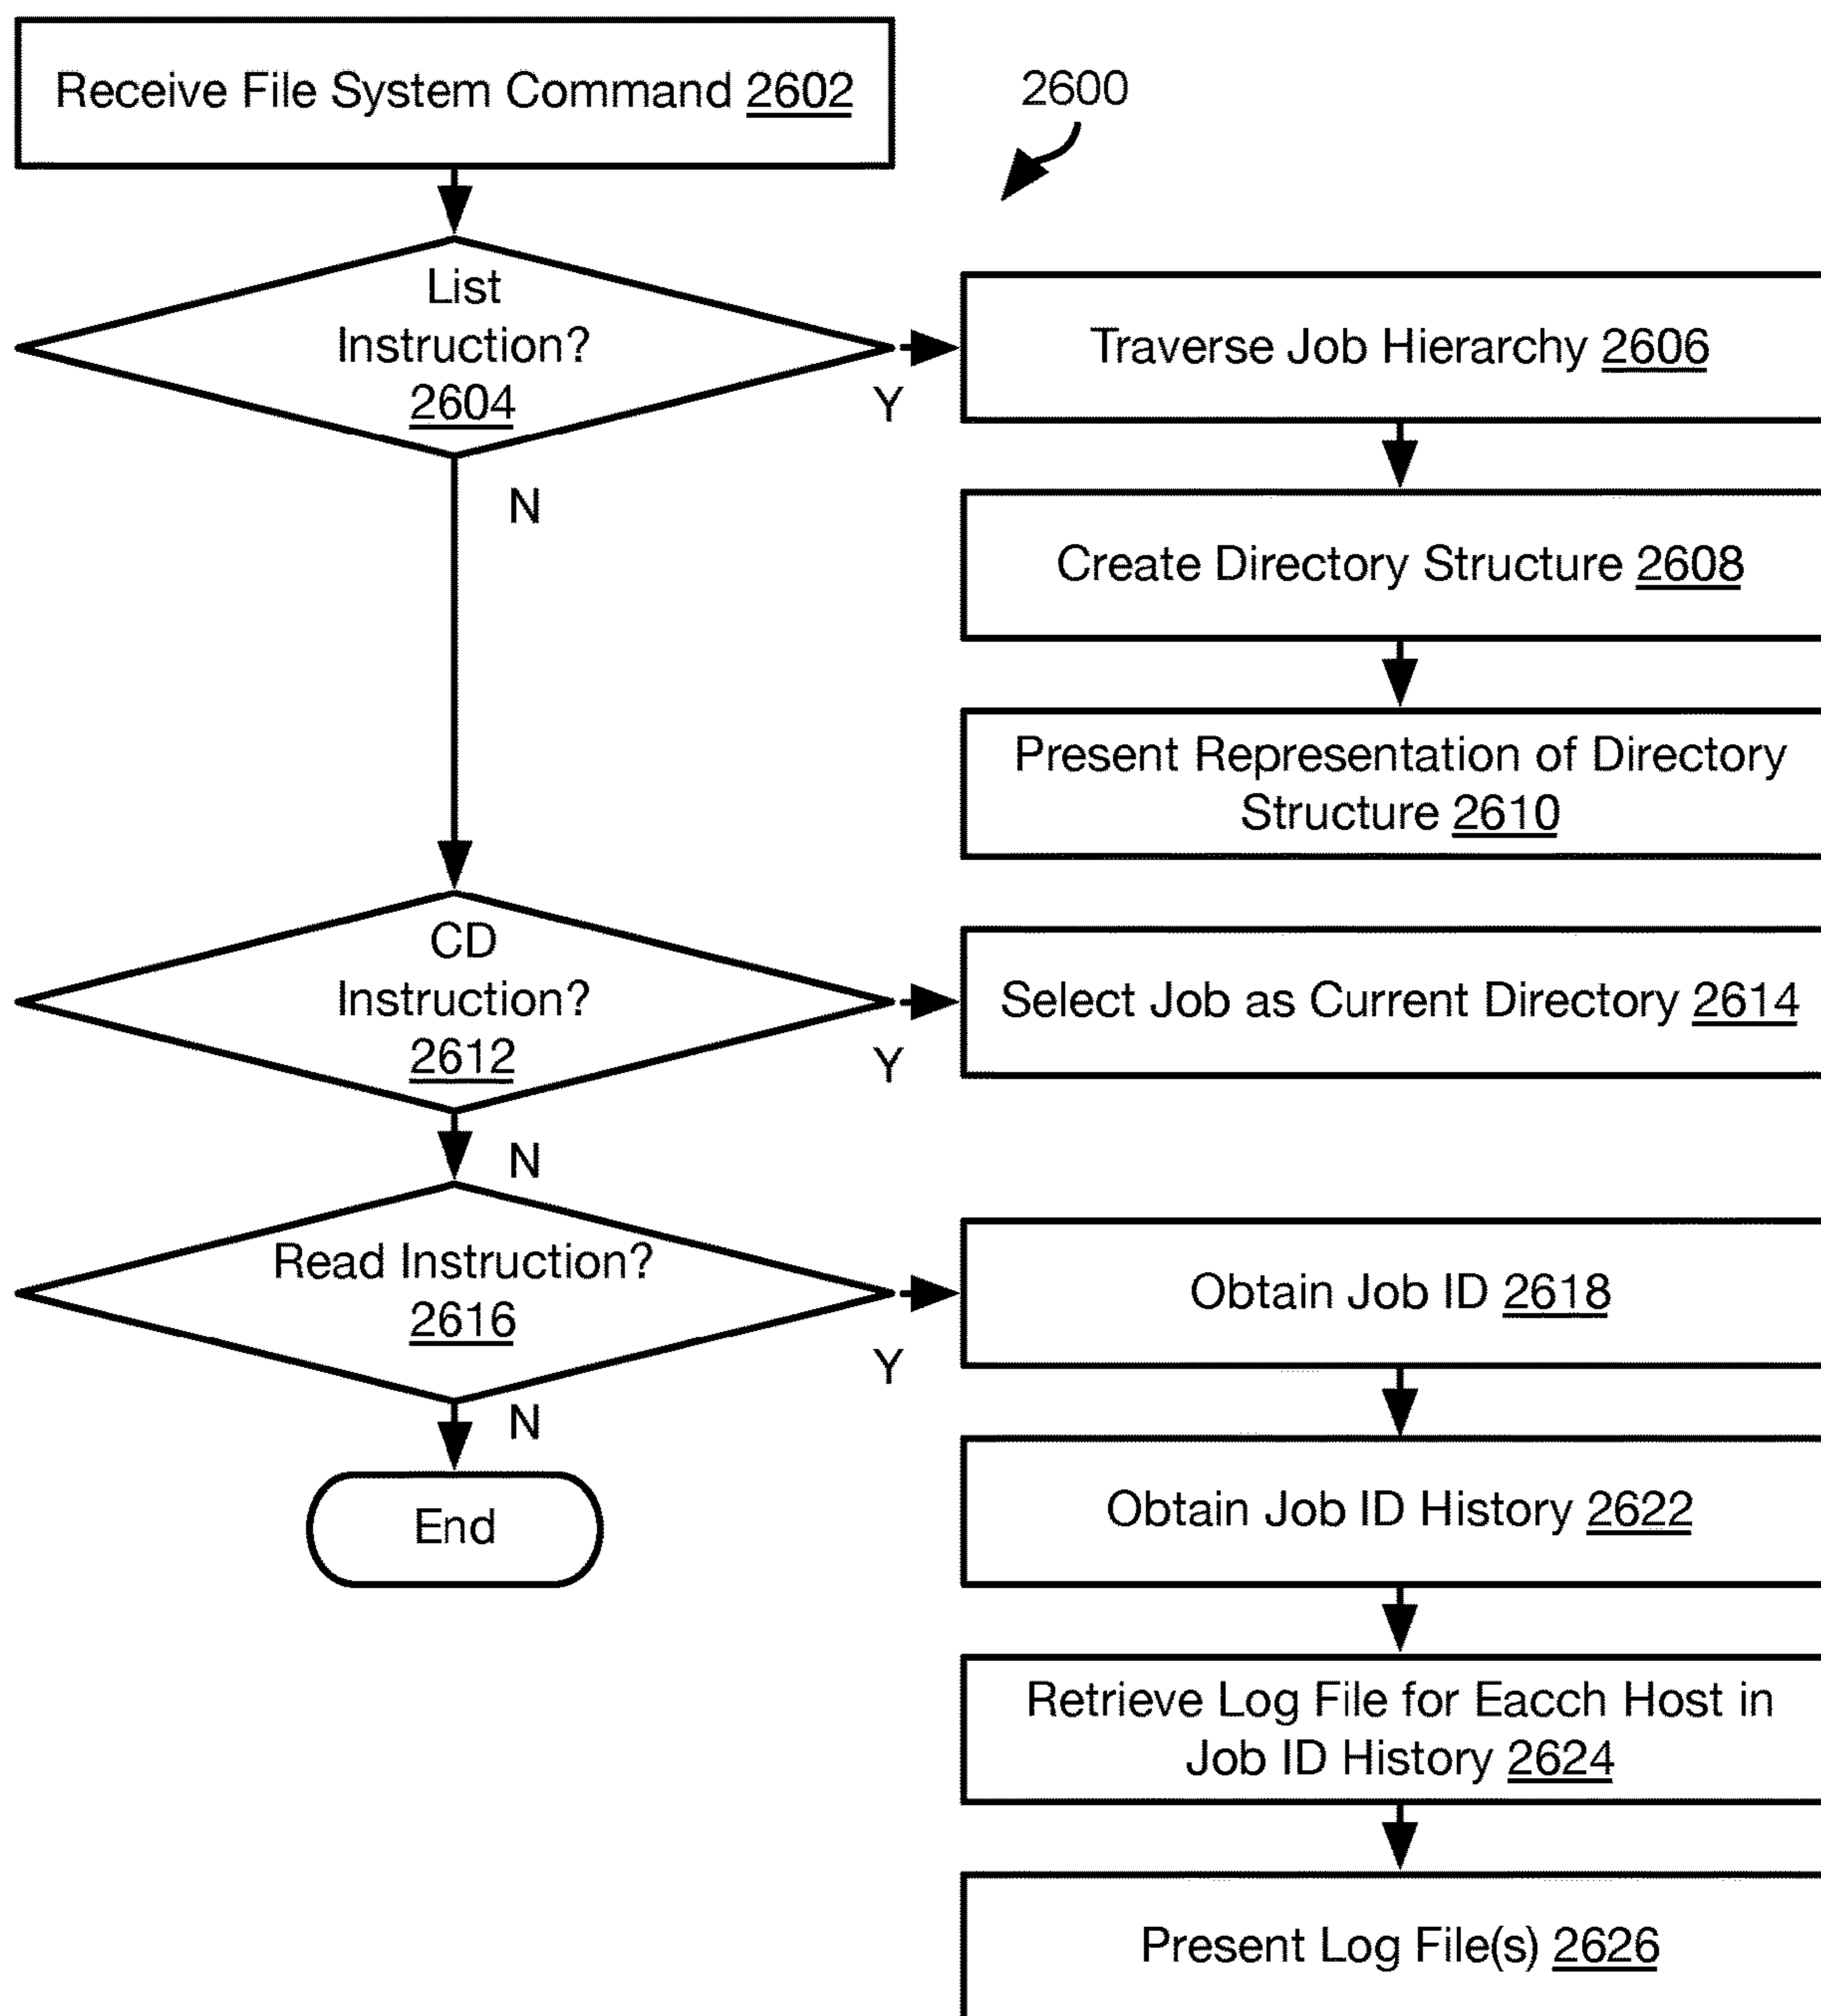 Receive File System Command 2602
2600
List
Instruction?
2604
Y
N
Traverse Job Hierarchy 2606
Create Directory Structure 2608
Present Representation of Directory
Structure 2610
CD
Instruction?
2612
Y
N
Select Job as Current Directory 2614
Read Instruction?
2616
Y
N
End
Obtain Job ID 2618
Obtain Job ID History 2622
Retrieve Log File for Eacch Host in
Job ID History 2624
Present Log File(s) 2626